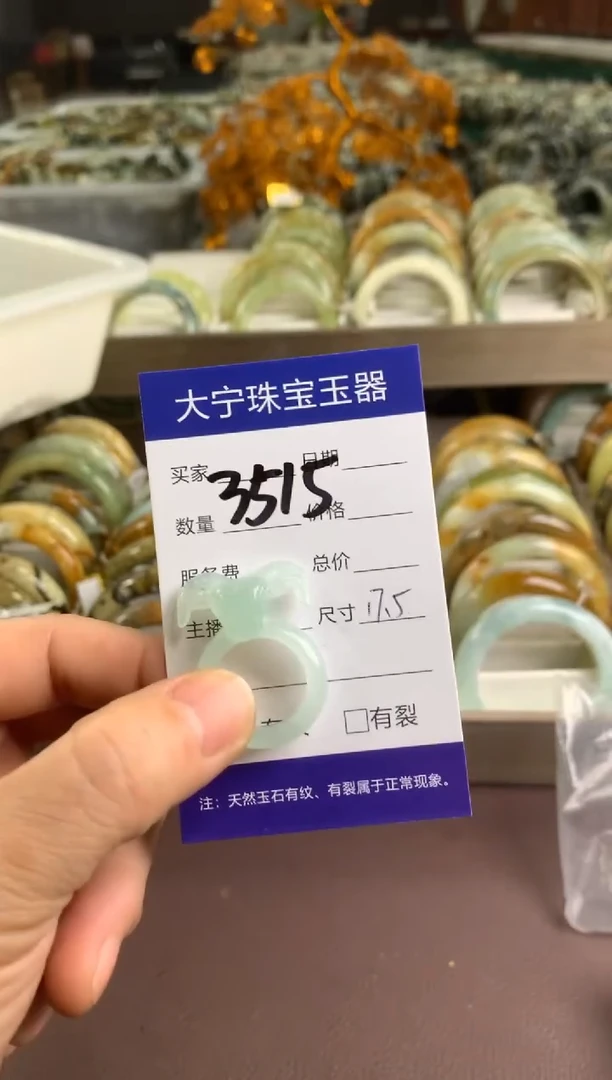 大宁珠宝玉器
买家 日期
3515
数量 价格
服务费 总价
主播 尺寸 17.5
□有裂
注：天然玉石有纹、有裂属于正常现象。